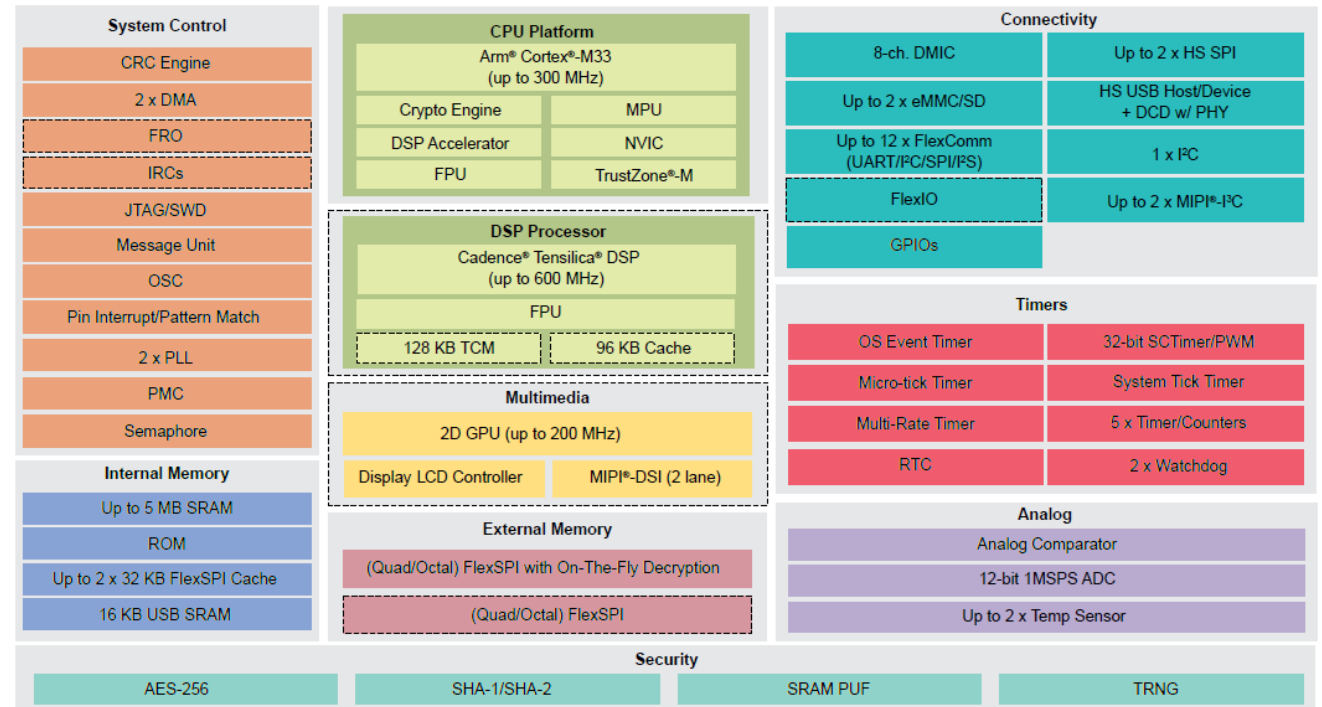 System Control
CRC Engine
2 x DMA
FRO
IRCs
JTAG/SWD
Message Unit
OSC
Pin Interrupt/Pattern Match
2 x PLL
PMC
Semaphore
Internal Memory
Up to 5 MB SRAM
ROM
Up to 2 x 32 KB FlexSPI Cache
16 KB USB SRAM
CPU Platform
Arm® Cortex®-M33
(up to 300 MHz)
Crypto Engine
MPU
DSP Accelerator
NVIC
FPU
TrustZone®-M
DSP Processor
Cadence® Tensilica® DSP
(up to 600 MHz)
FPU
128 KB TCM
96 KB Cache
Multimedia
2D GPU (up to 200 MHz)
Display LCD Controller
MIPI®-DSI (2 lane)
External Memory
(Quad/Octal) FlexSPI with On-The-Fly Decryption
(Quad/Octal) FlexSPI
Connectivity
8-ch. DMIC
Up to 2 x HS SPI
Up to 2 x eMMC/SD
HS USB Host/Device
+ DCD w/ PHY
Up to 12 x FlexComm
(UART/I²C/SPI/I²S)
1 x I²C
FlexIO
Up to 2 x MIPI®-I³C
GPIOs
Timers
OS Event Timer
32-bit SCTimer/PWM
Micro-tick Timer
System Tick Timer
Multi-Rate Timer
5 x Timer/Counters
RTC
2 x Watchdog
Analog
Analog Comparator
12-bit 1MSPS ADC
Up to 2 x Temp Sensor
Security
AES-256
SHA-1/SHA-2
SRAM PUF
TRNG